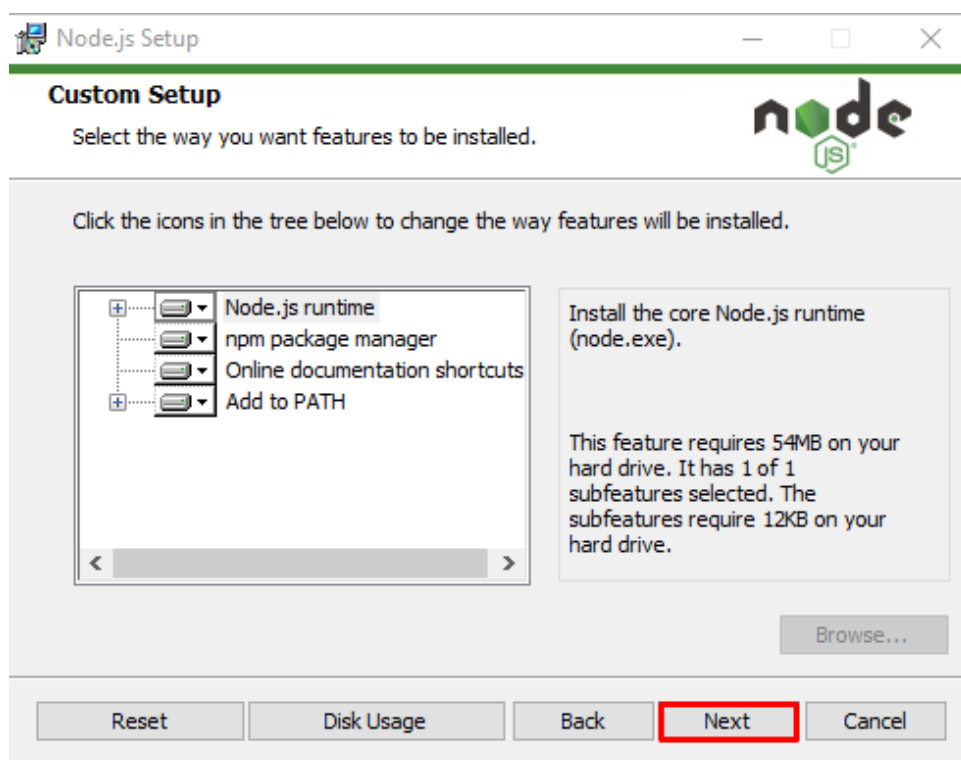 Node.js Setup
Custom Setup
Select the way you want features to be installed.
node
JS
Click the icons in the tree below to change the way features will be installed.
Node.js runtime
npm package manager
Online documentation shortcuts
Add to PATH
Install the core Node.js runtime
(node.exe).
This feature requires 54MB on your
hard drive. It has 1 of 1
subfeatures selected. The
subfeatures require 12KB on your
hard drive.
Browse...
Reset
Disk Usage
Back
Next
Cancel